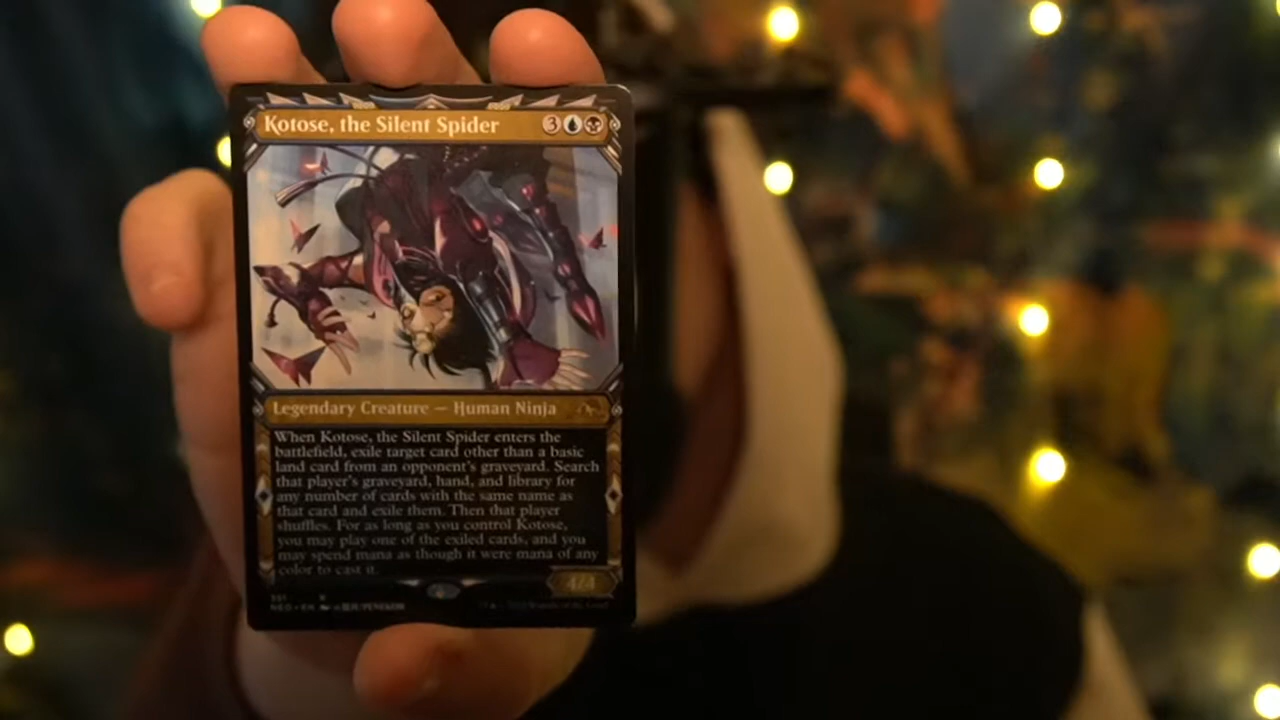 Kotose, the Silent Spider 3
Legendary Creature — Human Ninja
When Kotose, the Silent Spider enters the
battlefield, exile target card other than a basic
land card from an opponent's graveyard. Search
that player's graveyard, hand, and library for
any number of cards with the same name as
that card and exile them. Then that player
shuffles. For as long as you control Kotose,
you may play one of the exiled cards, and you
may spend mana as though it were mana of any
color to cast it.
4/4
R
NEO • EN